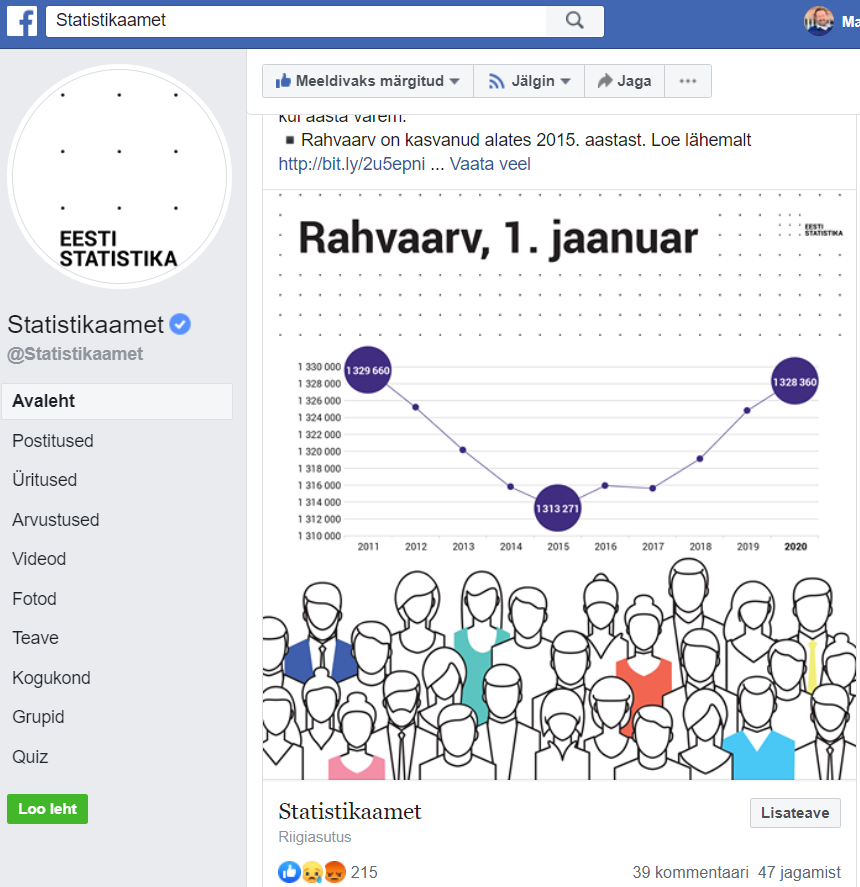 Statistikaamet
Ma
EESTI
STATISTIKA
Statistikaamet
@Statistikaamet
Avaleht
Postitused
Üritused
Arvustused
Videod
Fotod
Teave
Kogukond
Grupid
Quiz
Loo leht
Meeldivaks märgitud
Jälgin
Jaga
kui aasta varem.
▪ Rahvaarv on kasvanud alates 2015. aastast. Loe lähemalt
http://bit.ly/2u5epni ... Vaata veel
Rahvaarv, 1. jaanuar
EESTI
STATISTIKA
1 330 000
1 328 000
1 326 000
1 324 000
1 322 000
1 320 000
1 318 000
1 316 000
1 314 000
1 312 000
1 310 000
1 329 660
1 313 271
1 328 360
2011 2012 2013 2014 2015 2016 2017 2018 2019 2020
Statistikaamet
Riigiasutus
Lisateave
215
39 kommentaari 47 jagamist